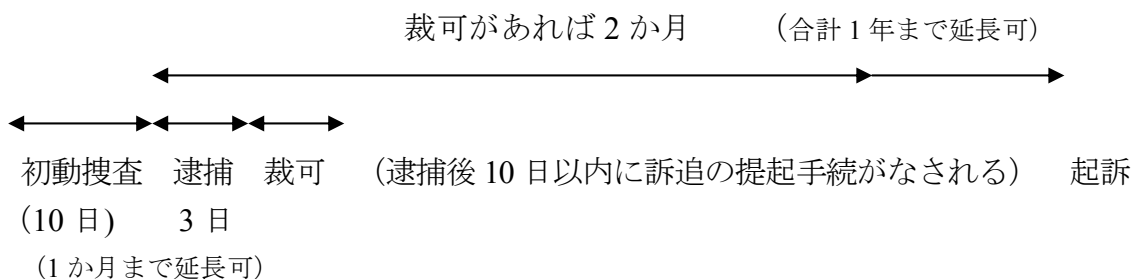 裁可があれば 2 か月 （合計 1 年まで延長可）
初動捜査 逮捕 裁可 （逮捕後 10 日以内に訴追の提起手続がなされる） 起訴
（10 日） 3 日
（1 か月まで延長可）